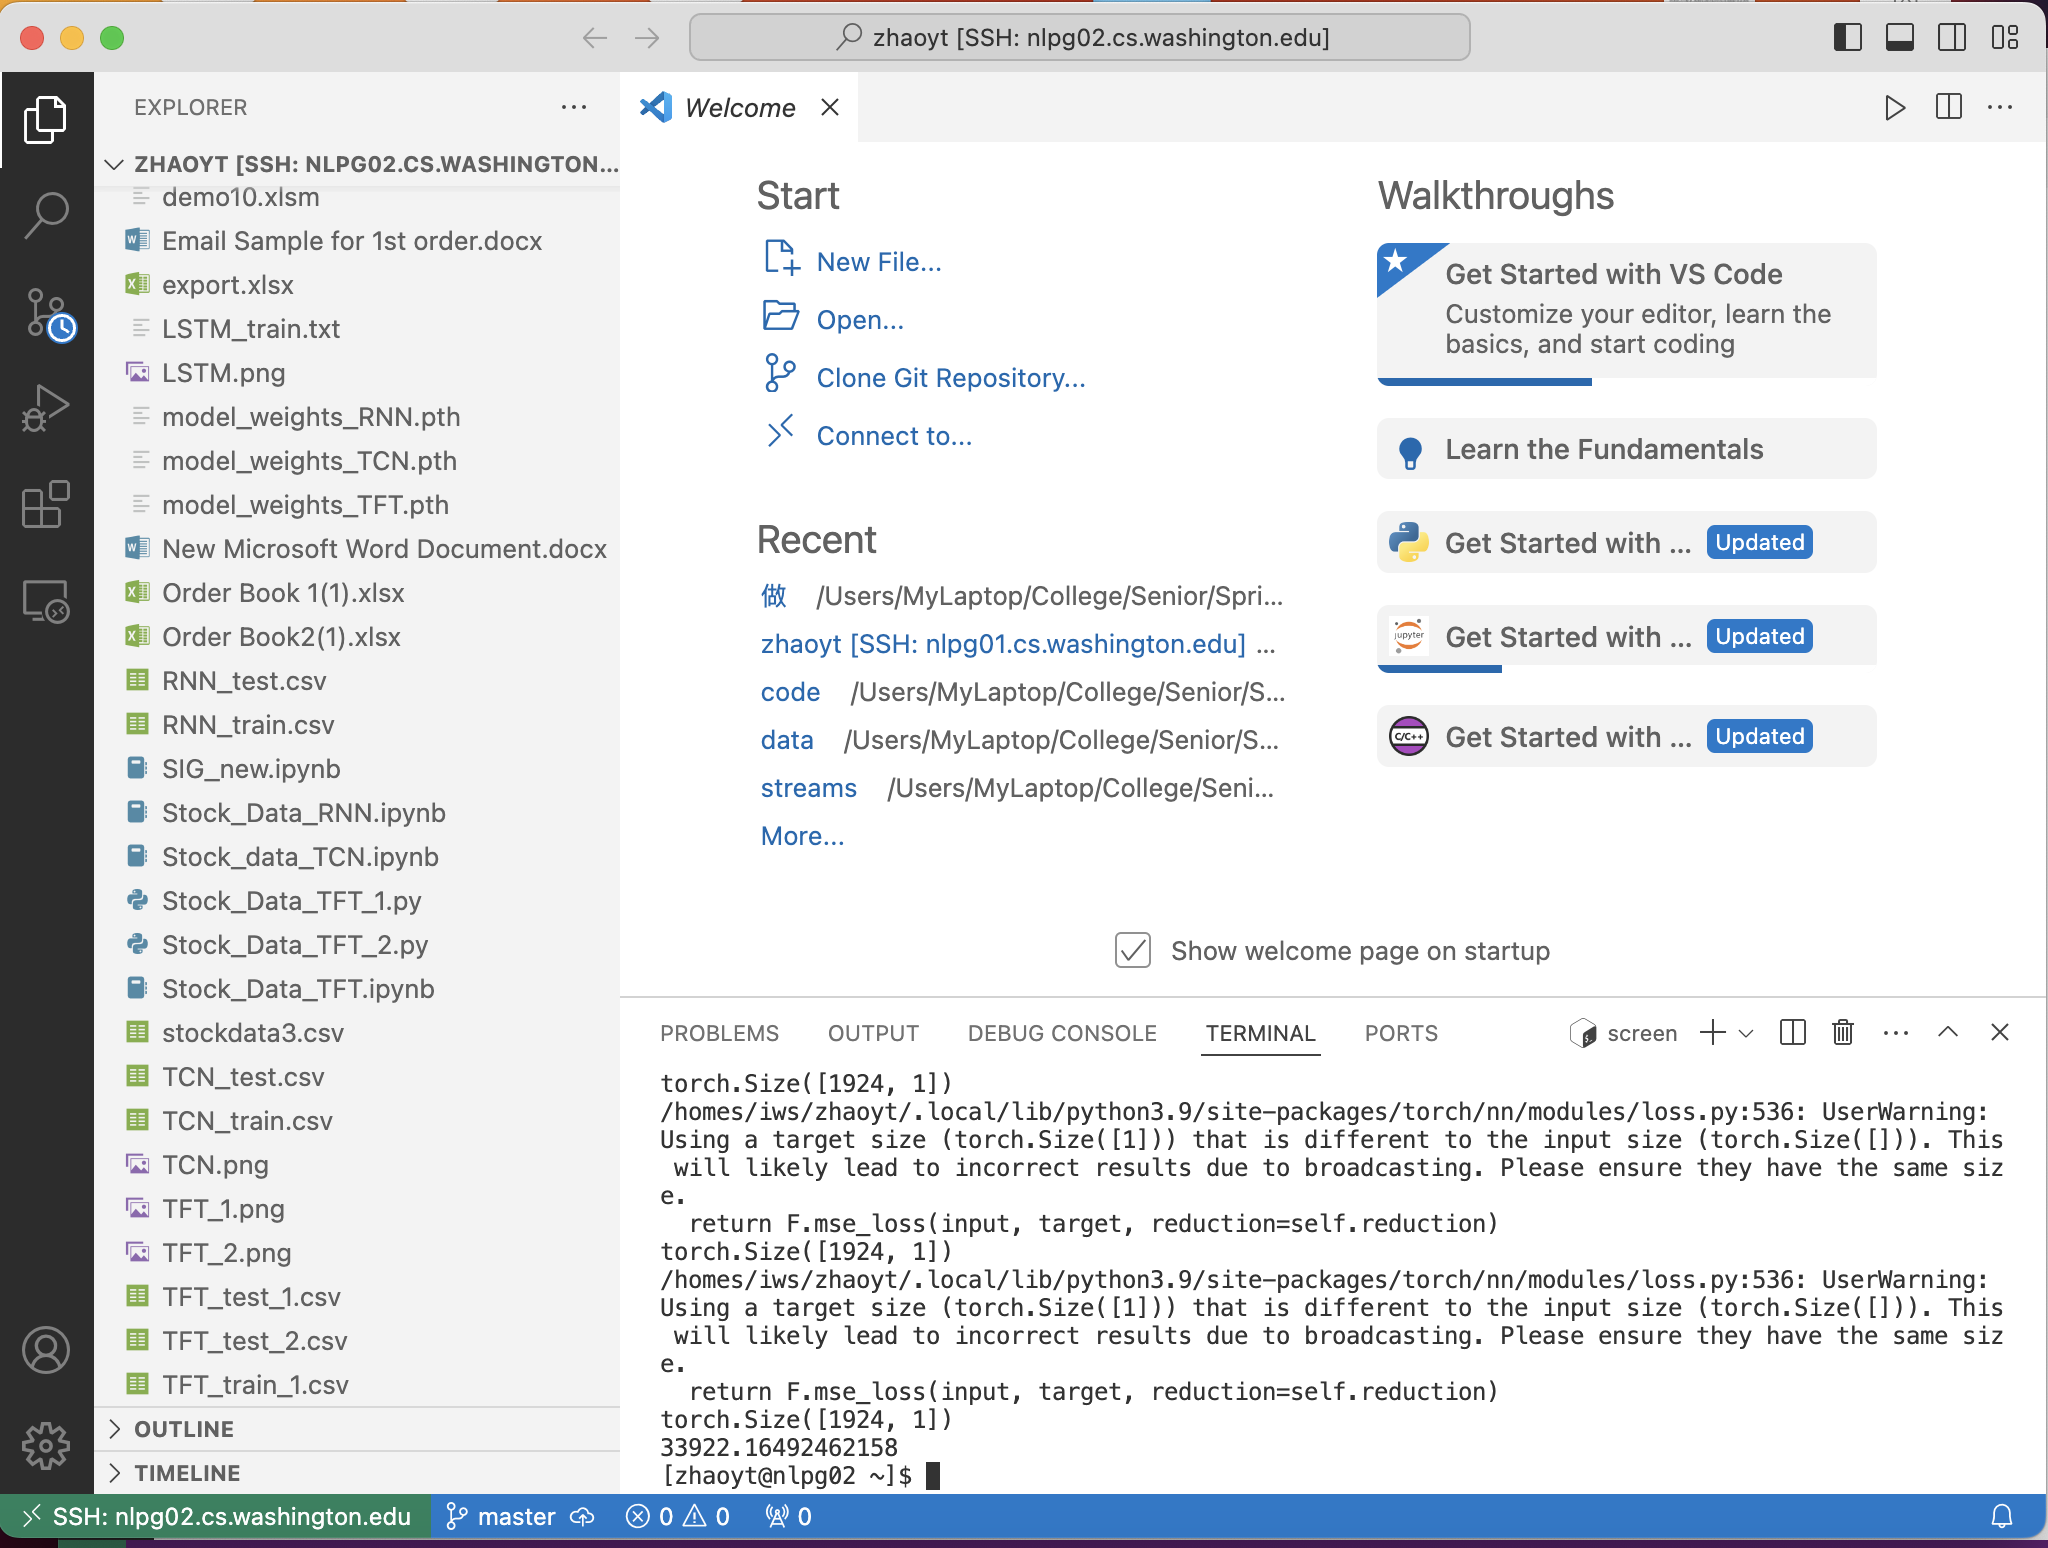 zhaoyt [SSH: nlpg02.cs.washington.edu]
EXPLORER
ZHAOYT [SSH: NLPG02.CS.WASHINGTON...
demo10.xlsm
Email Sample for 1st order.docx
export.xlsx
LSTM_train.txt
LSTM.png
model_weights_RNN.pth
model_weights_TCN.pth
model_weights_TFT.pth
New Microsoft Word Document.docx
Order Book 1(1).xlsx
Order Book2(1).xlsx
RNN_test.csv
RNN_train.csv
SIG_new.ipynb
Stock_Data_RNN.ipynb
Stock_data_TCN.ipynb
Stock_Data_TFT_1.py
Stock_Data_TFT_2.py
Stock_Data_TFT.ipynb
stockdata3.csv
TCN_test.csv
TCN_train.csv
TCN.png
TFT_1.png
TFT_2.png
TFT_test_1.csv
TFT_test_2.csv
TFT_train_1.csv
OUTLINE
TIMELINE
Welcome
Start
New File...
Open...
Clone Git Repository...
Connect to...
Recent
做 /Users/MyLaptop/College/Senior/Spri...
zhaoyt [SSH: nlpg01.cs.washington.edu] ...
code /Users/MyLaptop/College/Senior/S...
data /Users/MyLaptop/College/Senior/S...
streams /Users/MyLaptop/College/Seni...
More...
Walkthroughs
Get Started with VS Code
Customize your editor, learn the
basics, and start coding
Learn the Fundamentals
Get Started with ... Updated
jupyter Get Started with ... Updated
C/C++ Get Started with ... Updated
Show welcome page on startup
PROBLEMS OUTPUT DEBUG CONSOLE TERMINAL PORTS screen
torch.Size([1924, 1])
/homes/iws/zhaoyt/.local/lib/python3.9/site-packages/torch/nn/modules/loss.py:536: UserWarning:
Using a target size (torch.Size([1])) that is different to the input size (torch.Size([])). This
will likely lead to incorrect results due to broadcasting. Please ensure they have the same siz
e.
return F.mse_loss(input, target, reduction=self.reduction)
torch.Size([1924, 1])
/homes/iws/zhaoyt/.local/lib/python3.9/site-packages/torch/nn/modules/loss.py:536: UserWarning:
Using a target size (torch.Size([1])) that is different to the input size (torch.Size([])). This
will likely lead to incorrect results due to broadcasting. Please ensure they have the same siz
e.
return F.mse_loss(input, target, reduction=self.reduction)
torch.Size([1924, 1])
33922.16492462158
[zhaoyt@nlpg02 ~]$
SSH: nlpg02.cs.washington.edu master 0 0 0